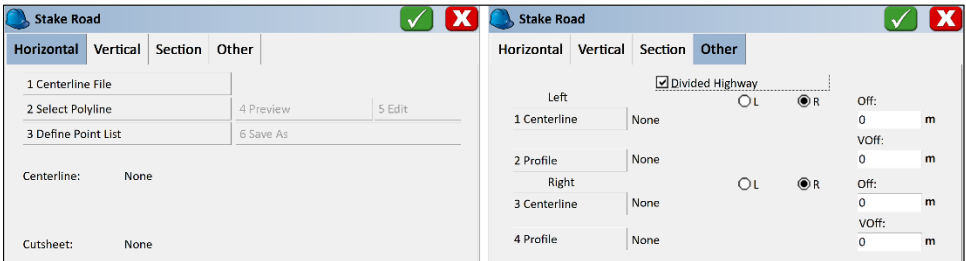 Stake Road
Horizontal Vertical Section Other
1 Centerline File
2 Select Polyline 4 Preview 5 Edit
3 Define Point List 6 Save As
Centerline: None
Cutsheet: None
Stake Road
Horizontal Vertical Section Other
Divided Highway
Left L R Off:
1 Centerline None 0 m
VOff:
2 Profile None 0 m
Right L R Off:
3 Centerline None 0 m
VOff:
4 Profile None 0 m